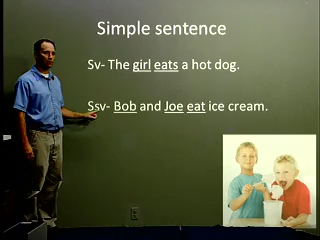 Simple sentence
Sv- The girl eats a hot dog.
Ssv- Bob and Joe eat ice cream.